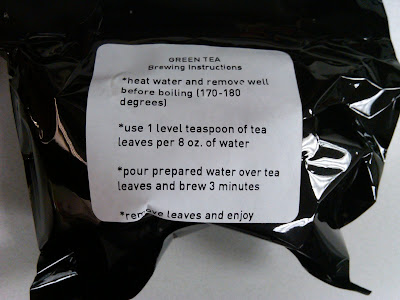 GREEN TEA
Brewing Instructions
*heat water and remove well
before boiling (170-180
degrees)
*use 1 level teaspoon of tea
leaves per 8 oz. of water
*pour prepared water over tea
leaves and brew 3 minutes
*remove leaves and enjoy